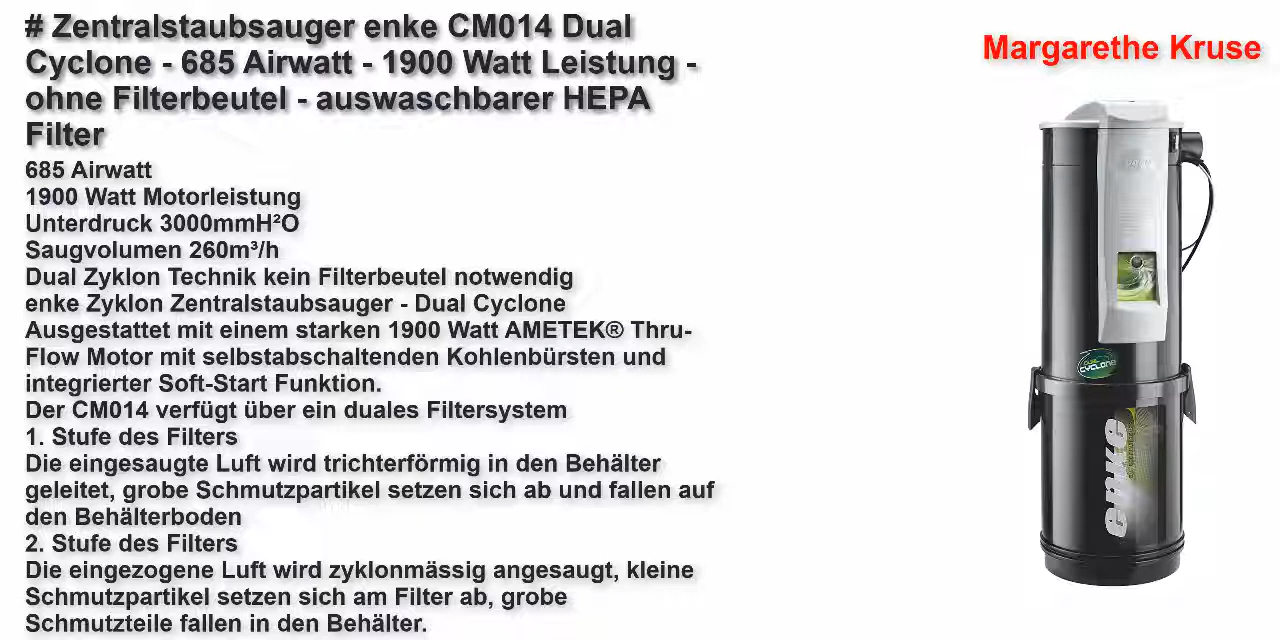 # Zentralstaubsauger enke CM014 Dual
Cyclone - 685 Airwatt - 1900 Watt Leistung -
ohne Filterbeutel - auswaschbarer HEPA
Filter
685 Airwatt
1900 Watt Motorleistung
Unterdruck 3000mmH²O
Saugvolumen 260m³/h
Dual Zyklon Technik kein Filterbeutel notwendig
enke Zyklon Zentralstaubsauger - Dual Cyclone
Ausgestattet mit einem starken 1900 Watt AMETEK® Thru-
Flow Motor mit selbstabschaltenden Kohlenbürsten und
integrierter Soft-Start Funktion.
Der CM014 verfügt über ein duales Filtersystem
1. Stufe des Filters
Die eingesaugte Luft wird trichterförmig in den Behälter
geleitet, grobe Schmutzpartikel setzen sich ab und fallen auf
den Behälterboden
2. Stufe des Filters
Die eingezogene Luft wird zyklonmässig angesaugt, kleine
Schmutzpartikel setzen sich am Filter ab, grobe
Schmutzteile fallen in den Behälter.
Margarethe Kruse
DUAL
CYCLONE
enke